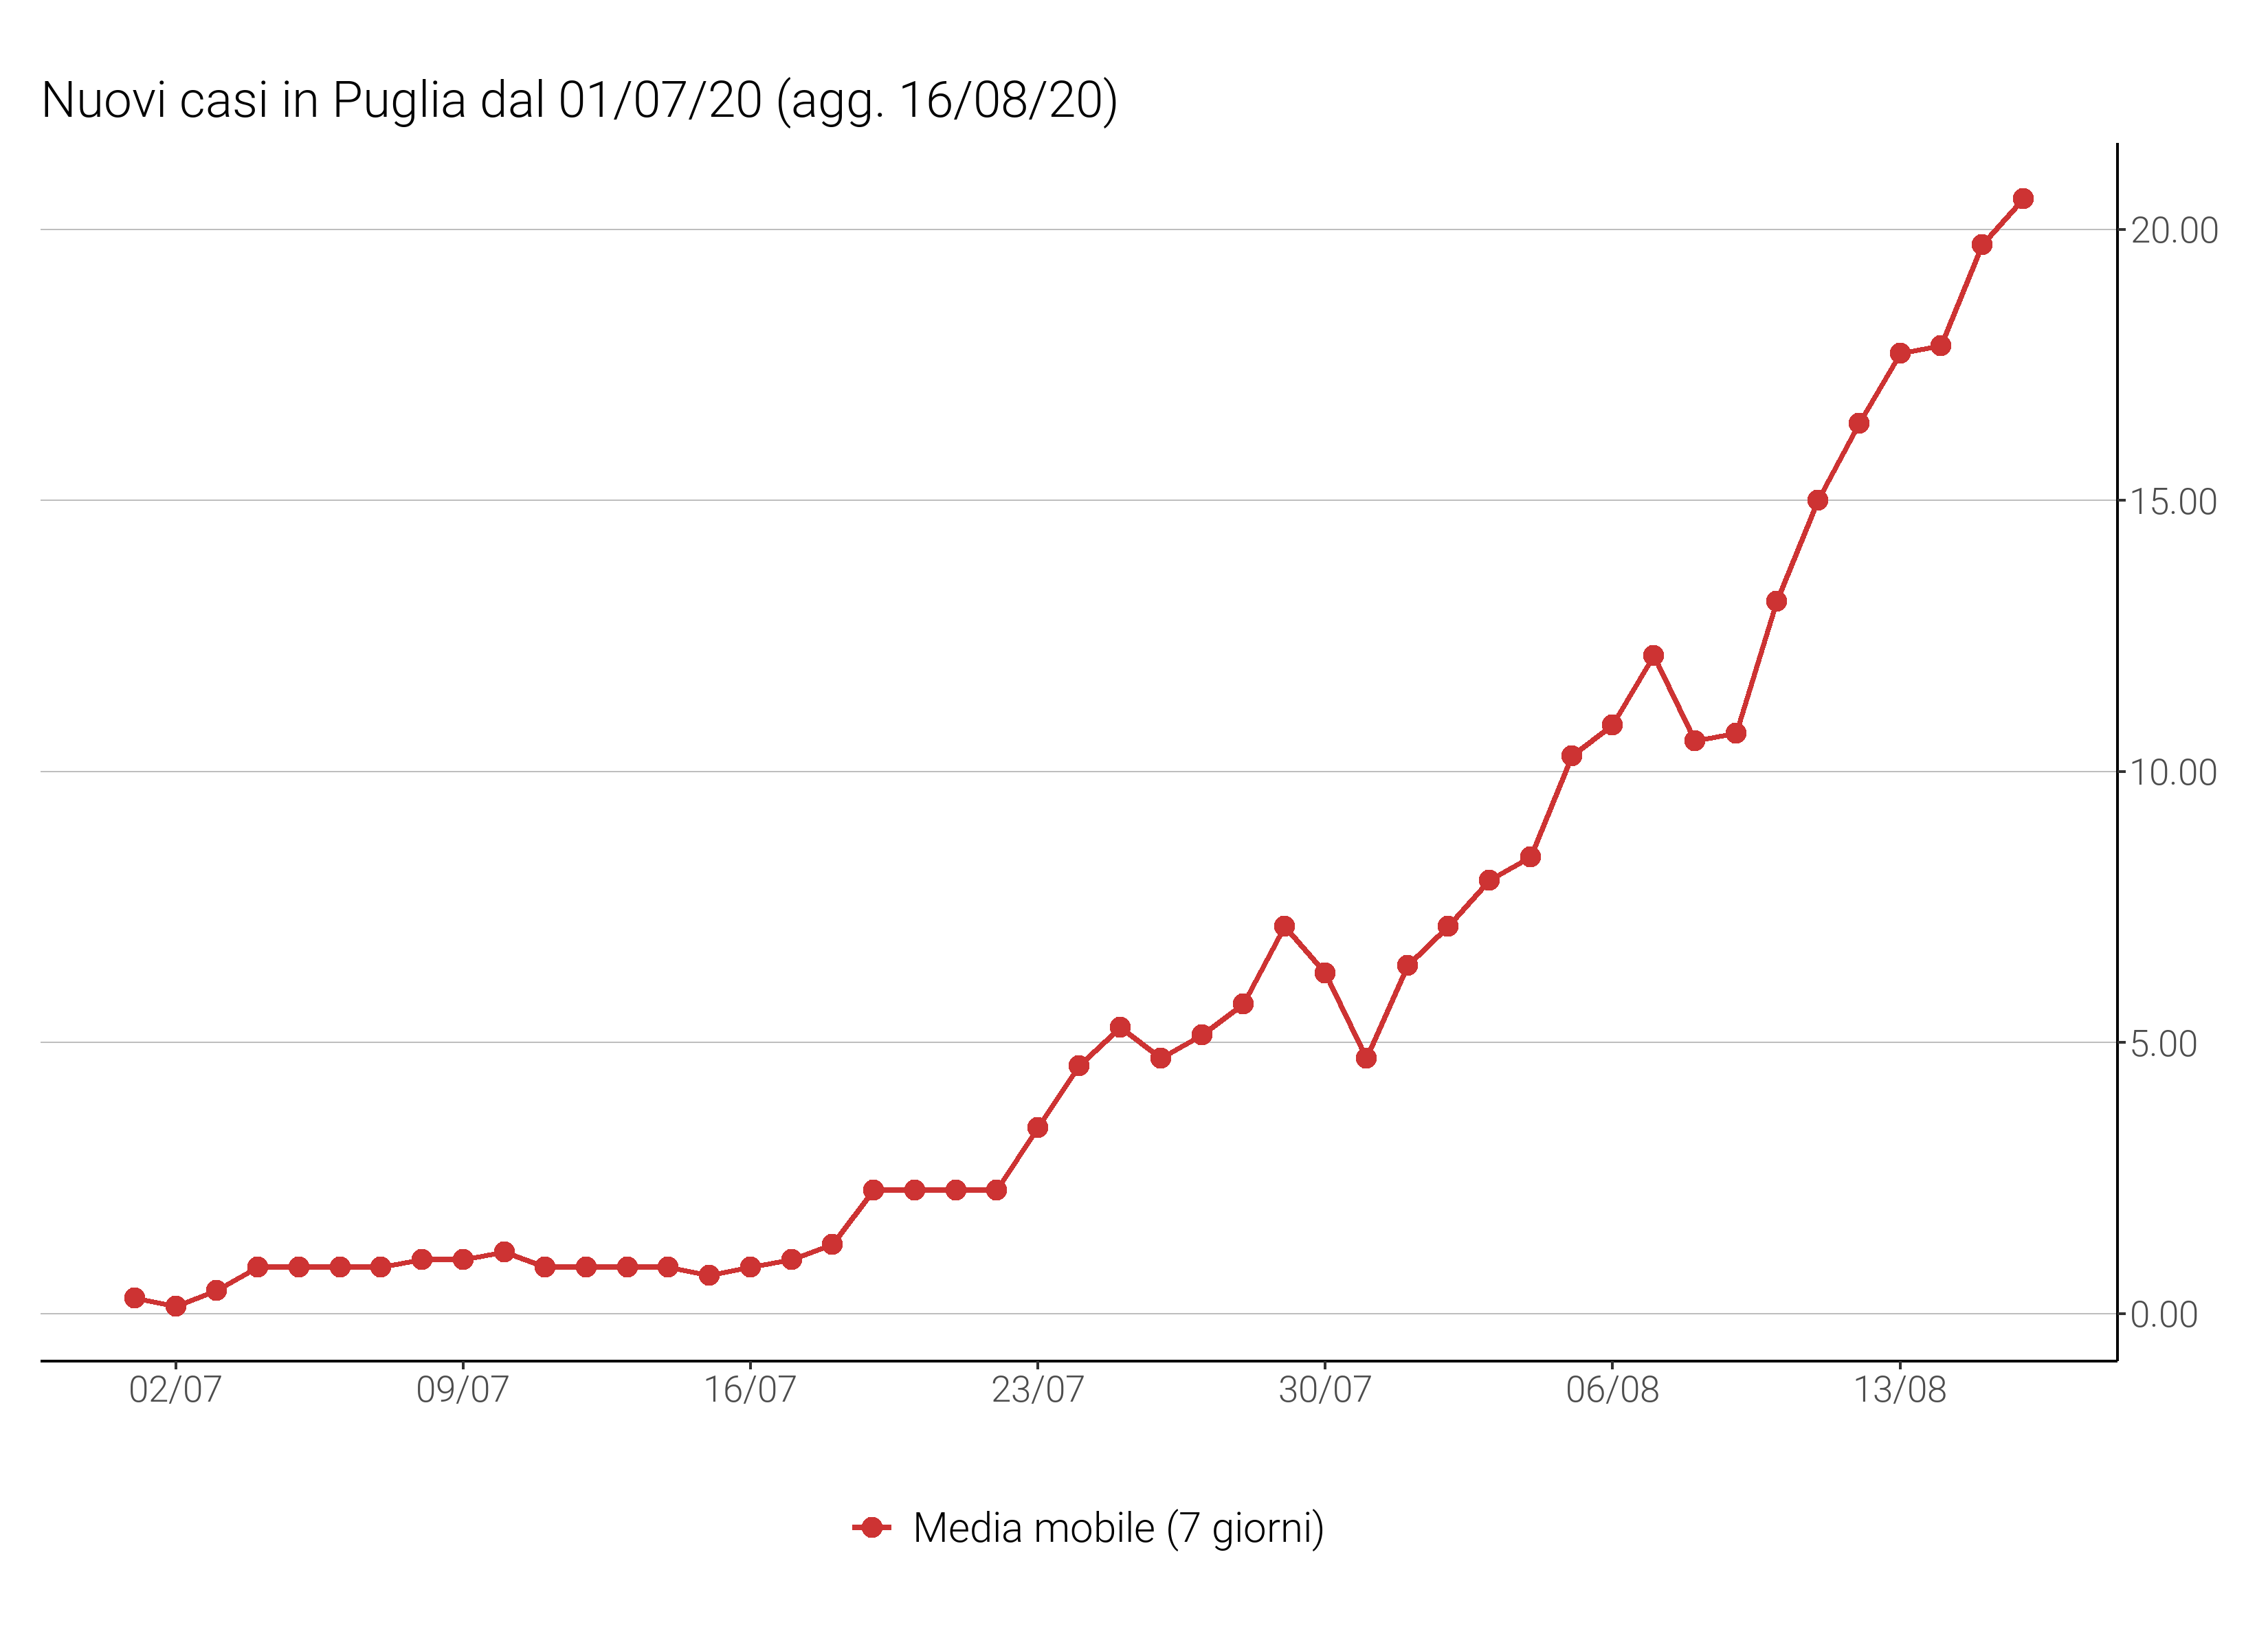 Nuovi casi in Puglia dal 01/07/20 (agg. 16/08/20)
20.00
15.00
10.00
5.00
0.00
02/07 09/07 16/07 23/07 30/07 06/08 13/08
Media mobile (7 giorni)